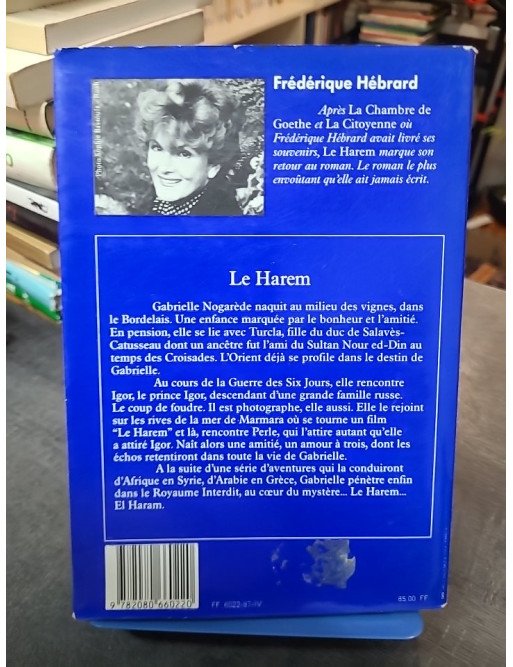 Frédérique Hébrard
Après La Chambre de
Goethe et La Citoyenne où
Frédérique Hébrard avait livré ses
souvenirs, Le Harem marque son
retour au roman. Le roman le plus
envoûtant qu'elle ait jamais écrit.
Le Harem
Gabrielle Nogarède naquit au milieu des vignes, dans
le Bordelais. Une enfance marquée par le bonheur et l'amitié.
En pension, elle se lie avec Turcla, fille du duc de Salavès-
Catusseau dont un ancêtre fut l'ami du Sultan Nour ed-Din au
temps des Croisades. L'Orient déjà se profile dans le destin de
Gabrielle.
Au cours de la Guerre des Six Jours, elle rencontre
Igor, le prince Igor, descendant d'une grande famille russe.
Le coup de foudre. Il est photographe, elle aussi. Elle le rejoint
sur les rives de la mer de Marmara où se tourne un film
“Le Harem” et là, rencontre Perle, qui l'attire autant qu'elle
a attiré Igor. Naît alors une amitié, un amour à trois, dont les
échos retentiront dans toute la vie de Gabrielle.
A la suite d'une série d'aventures qui la conduiront
d'Afrique en Syrie, d'Arabie en Grèce, Gabrielle pénètre enfin
dans le Royaume Interdit, au cœur du mystère... Le Harem...
El Haram.
9 782080 660220
FF 6022-87-IV
65,00 FF